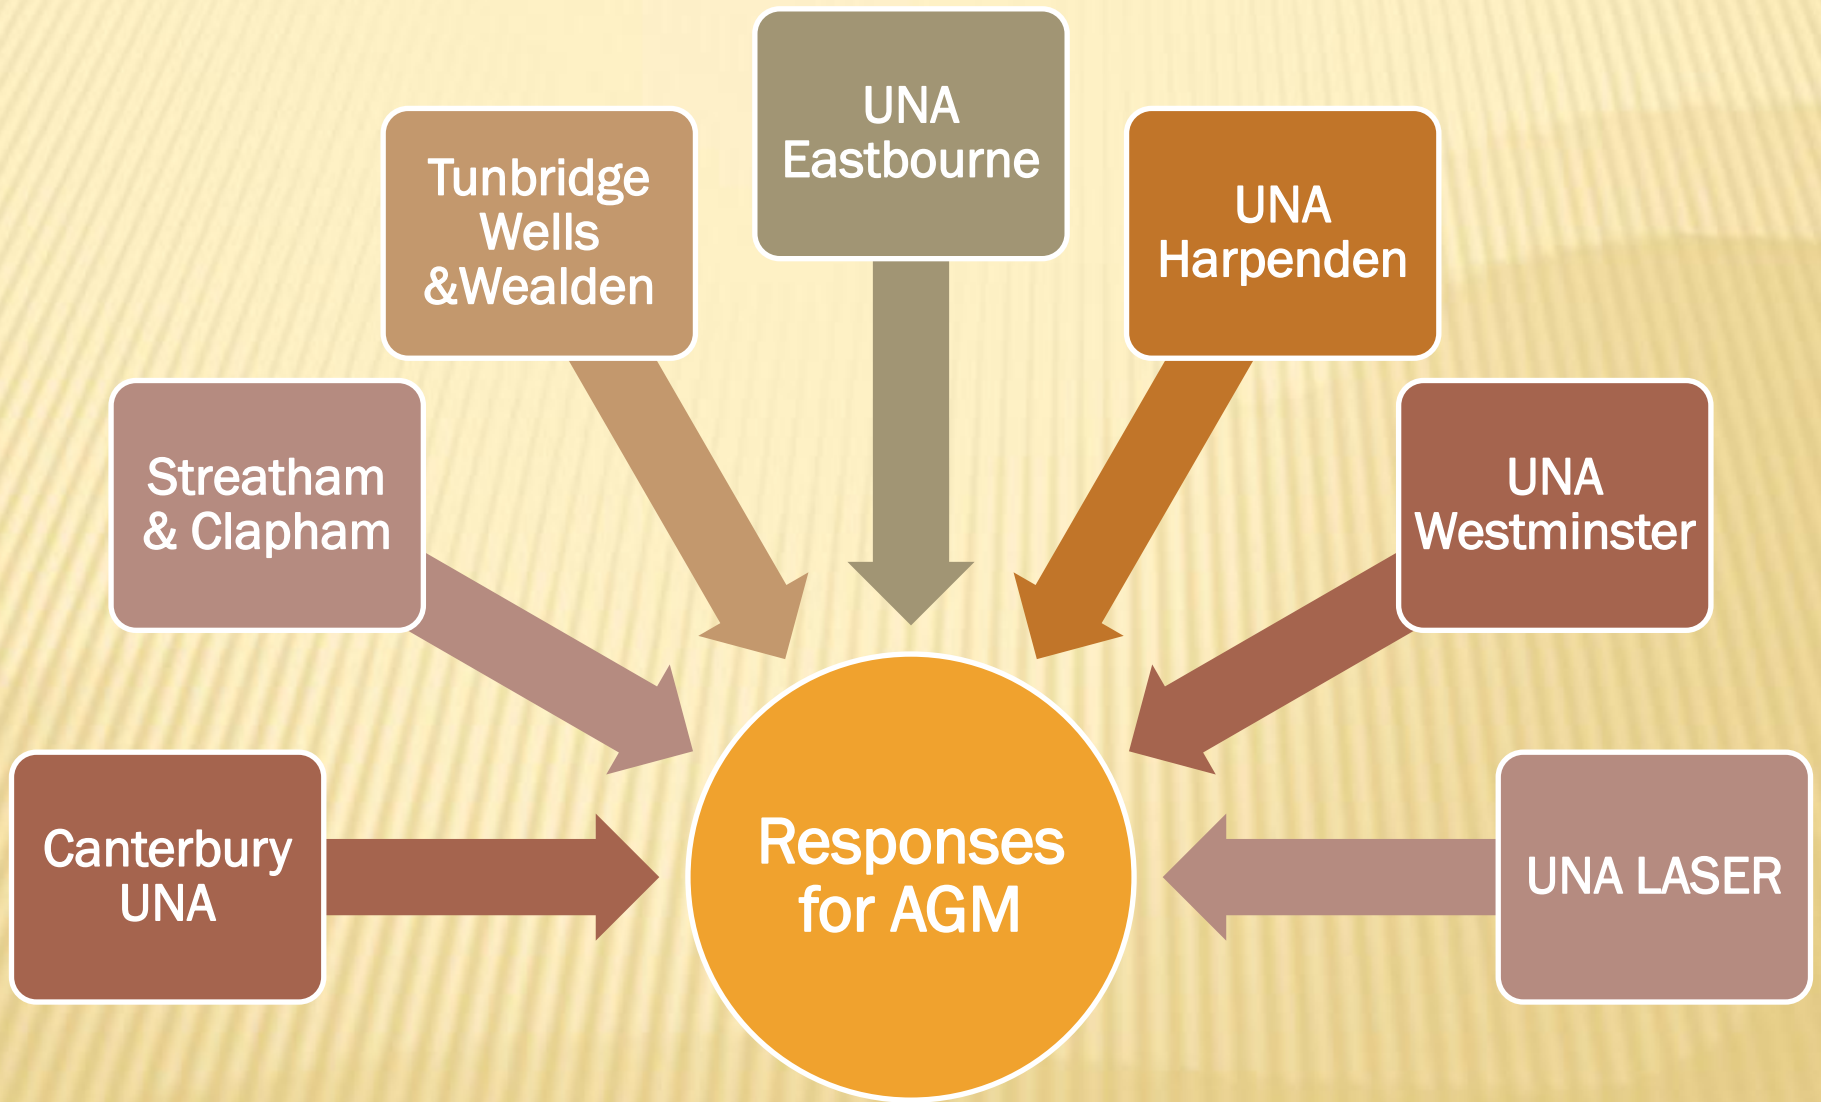 Canterbury
UNA
Streatham
& Clapham
Tunbridge
Wells
&Wealden
UNA
Eastbourne
UNA
Harpenden
UNA
Westminster
UNA LASER
Responses
for AGM